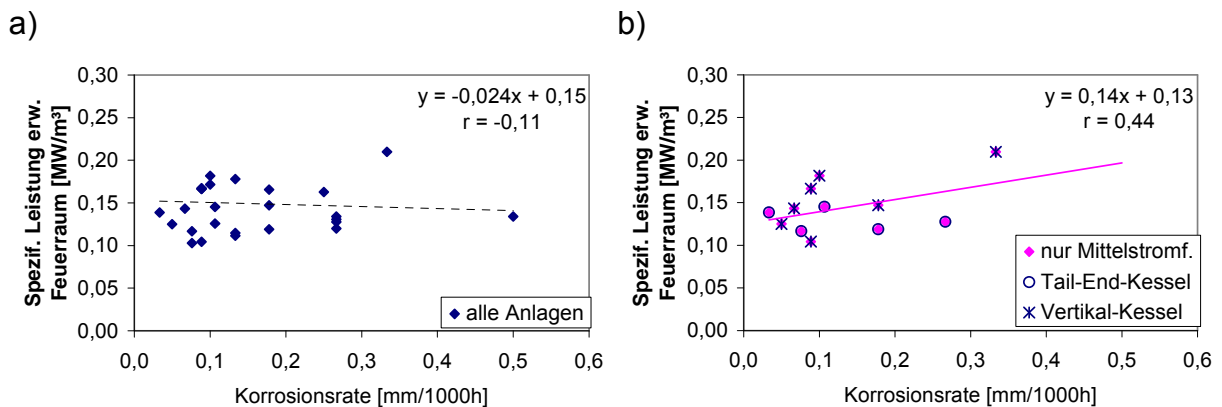 a)
Spezif. Leistung erw.
Feuerraum [MW/m³]
0,30
0,25
0,20
0,15
0,10
0,05
0,00
y = -0,024x + 0,15
r = -0,11
alle Anlagen
0,0 0,1 0,2 0,3 0,4 0,5 0,6
Korrosionsrate [mm/1000h]
b)
Spezif. Leistung erw.
Feuerraum [MW/m³]
0,30
0,25
0,20
0,15
0,10
0,05
0,00
y = 0,14x + 0,13
r = 0,44
nur Mittelstromf.
Tail-End-Kessel
Vertikal-Kessel
0,0 0,1 0,2 0,3 0,4 0,5 0,6
Korrosionsrate [mm/1000h]